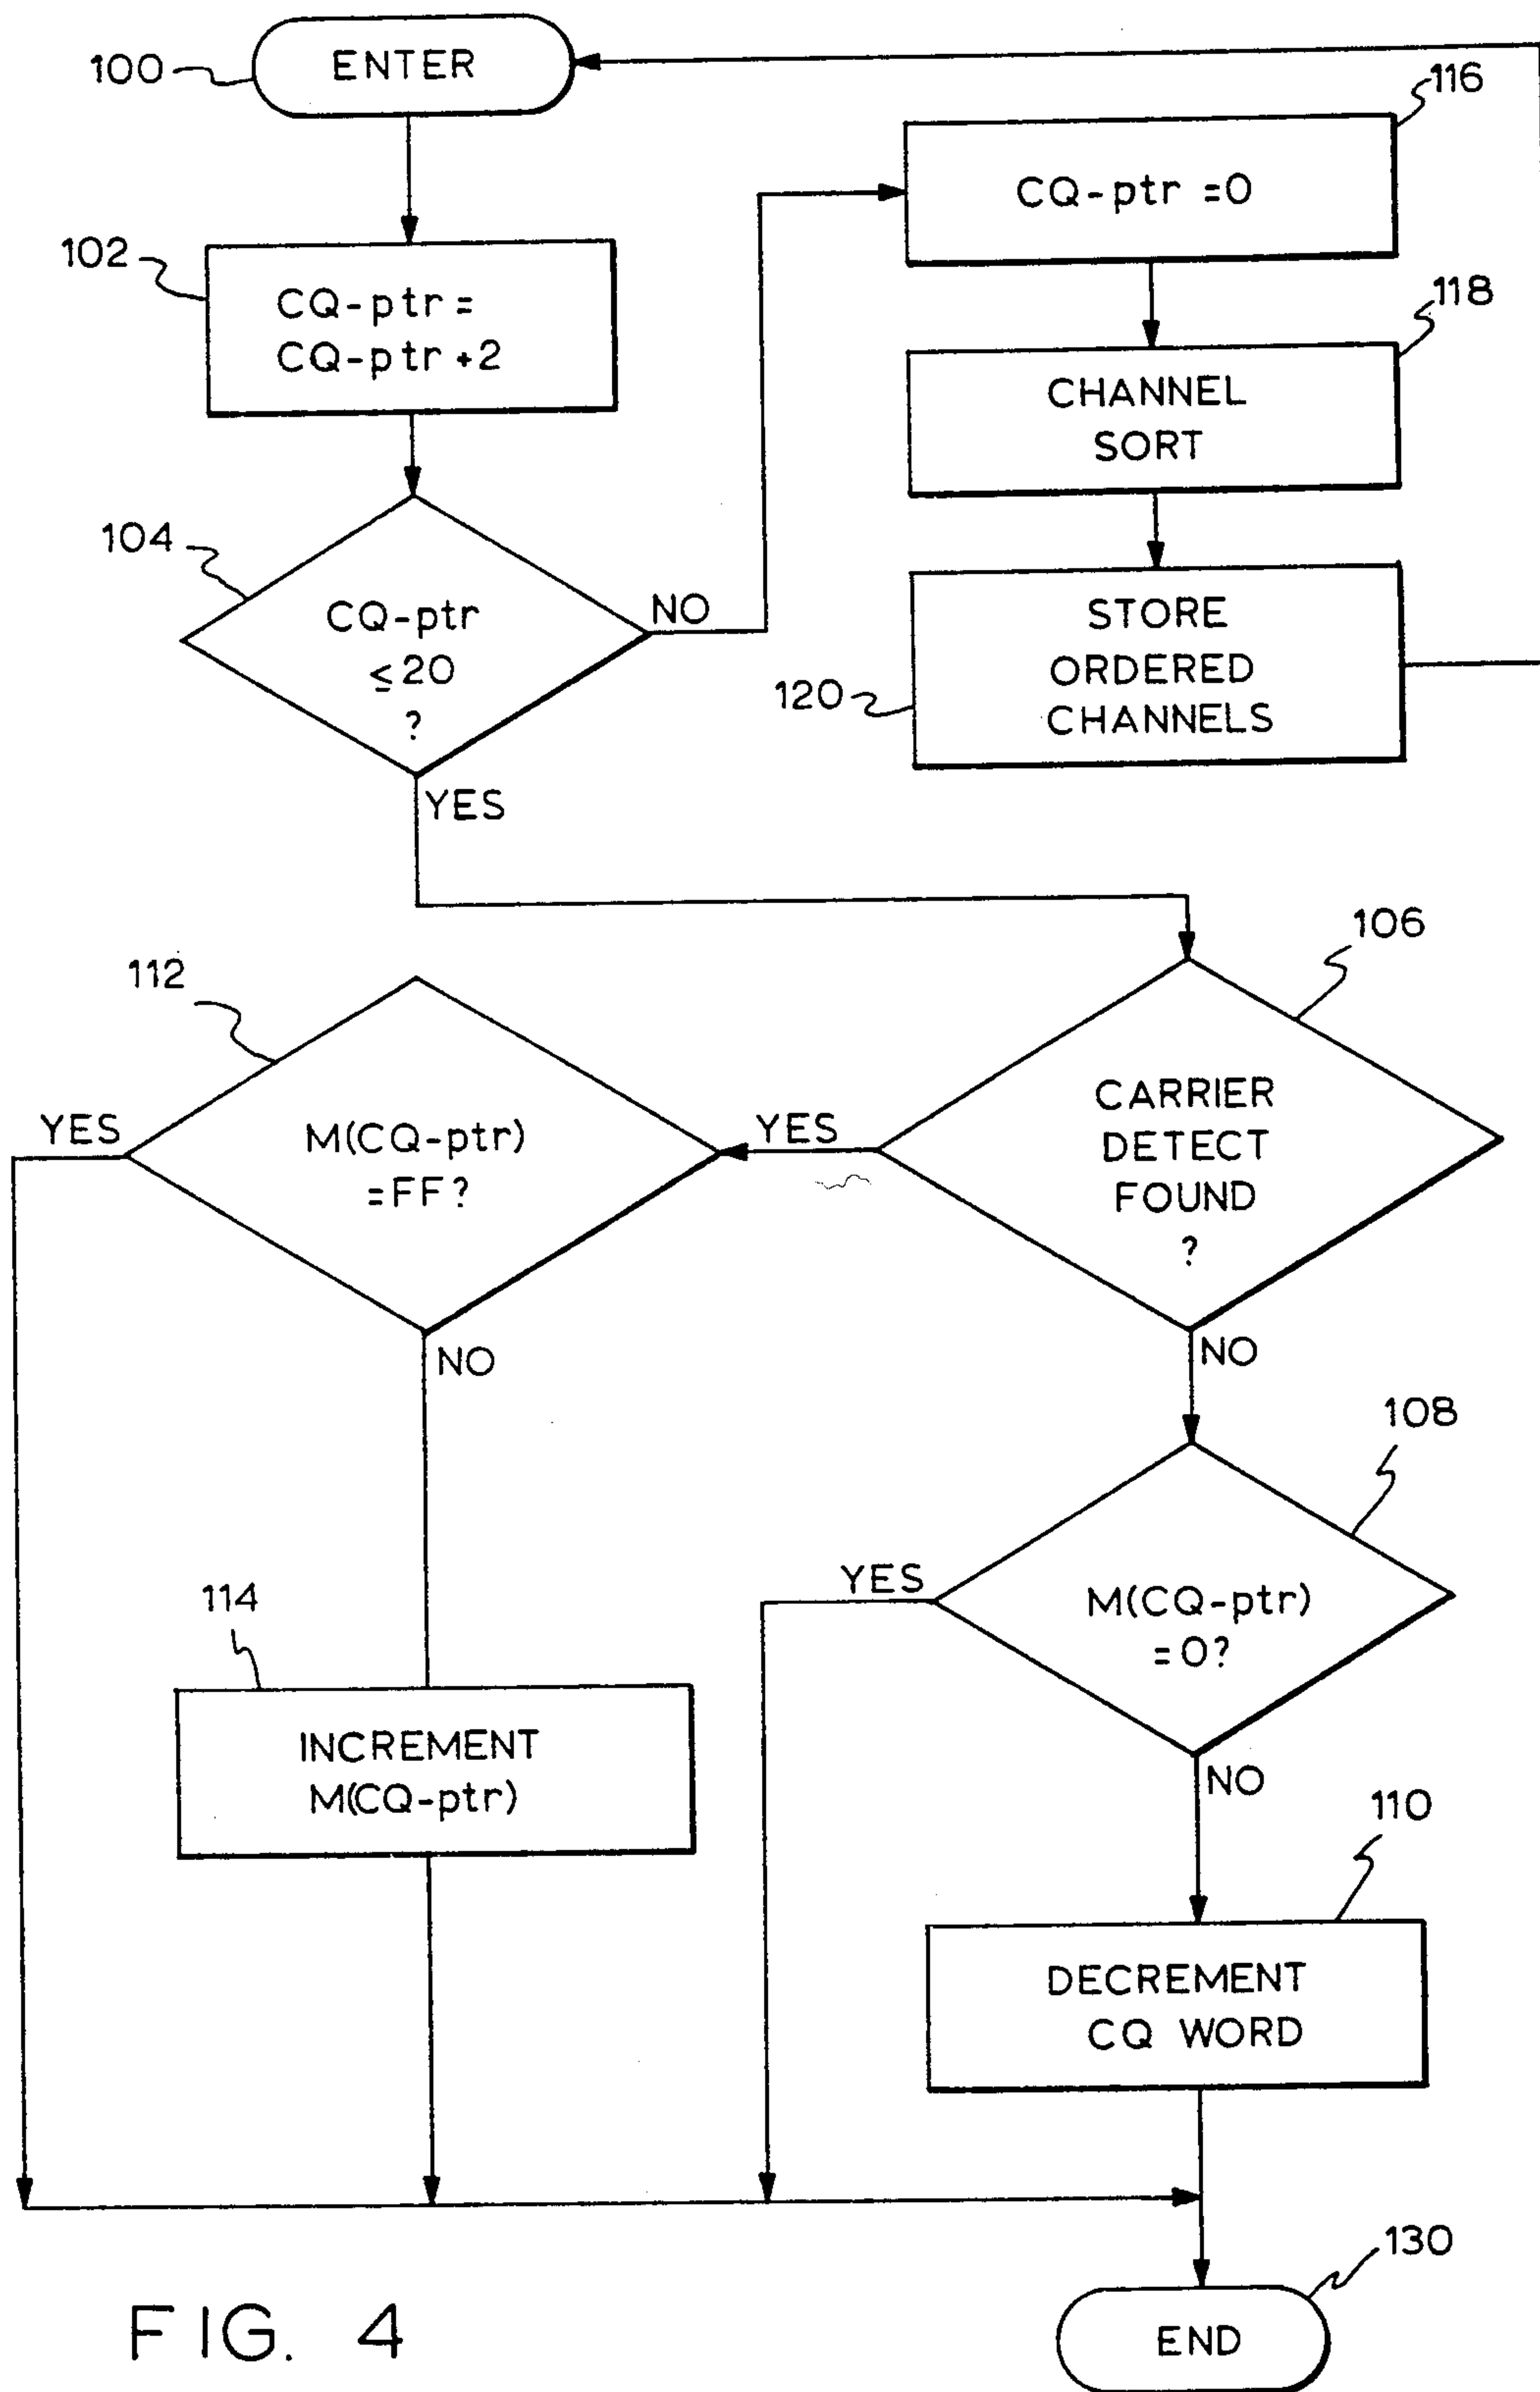 100
ENTER
116
CQ-ptr =0
102
CQ-ptr =
CQ-ptr +2
118
CHANNEL
SORT
104
CQ-ptr
≤20
?
NO
YES
STORE
ORDERED
CHANNELS
120
106
CARRIER
DETECT
FOUND
?
YES
NO
112
M(CQ-ptr)
=FF?
YES
NO
108
M(CQ-ptr)
=0?
YES
NO
114
INCREMENT
M(CQ-ptr)
110
DECREMENT
CQ WORD
130
END
FIG. 4